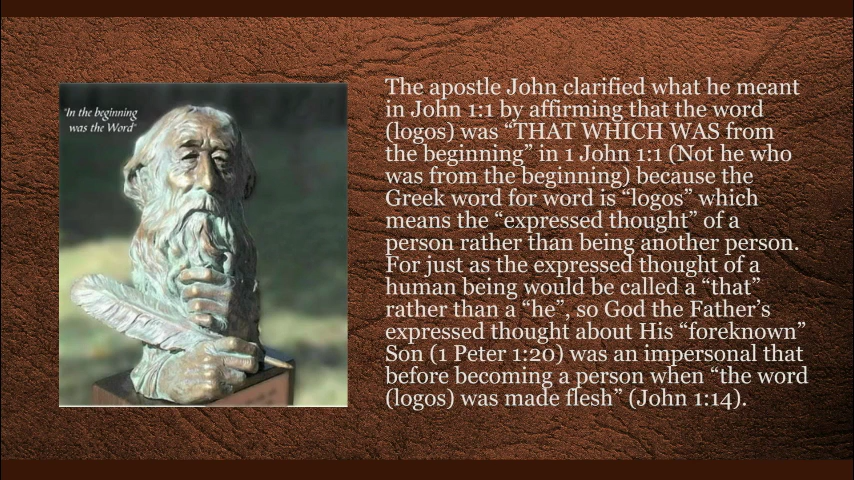 "In the beginning
was the Word"
The apostle John clarified what he meant
in John 1:1 by affirming that the word
(logos) was “THAT WHICH WAS from
the beginning” in 1 John 1:1 (Not he who
was from the beginning) because the
Greek word for word is “logos” which
means the “expressed thought” of a
person rather than being another person.
For just as the expressed thought of a
human being would be called a “that”
rather than a “he”, so God the Father’s
expressed thought about His “foreknown”
Son (1 Peter 1:20) was an impersonal that
before becoming a person when “the word
(logos) was made flesh” (John 1:14).